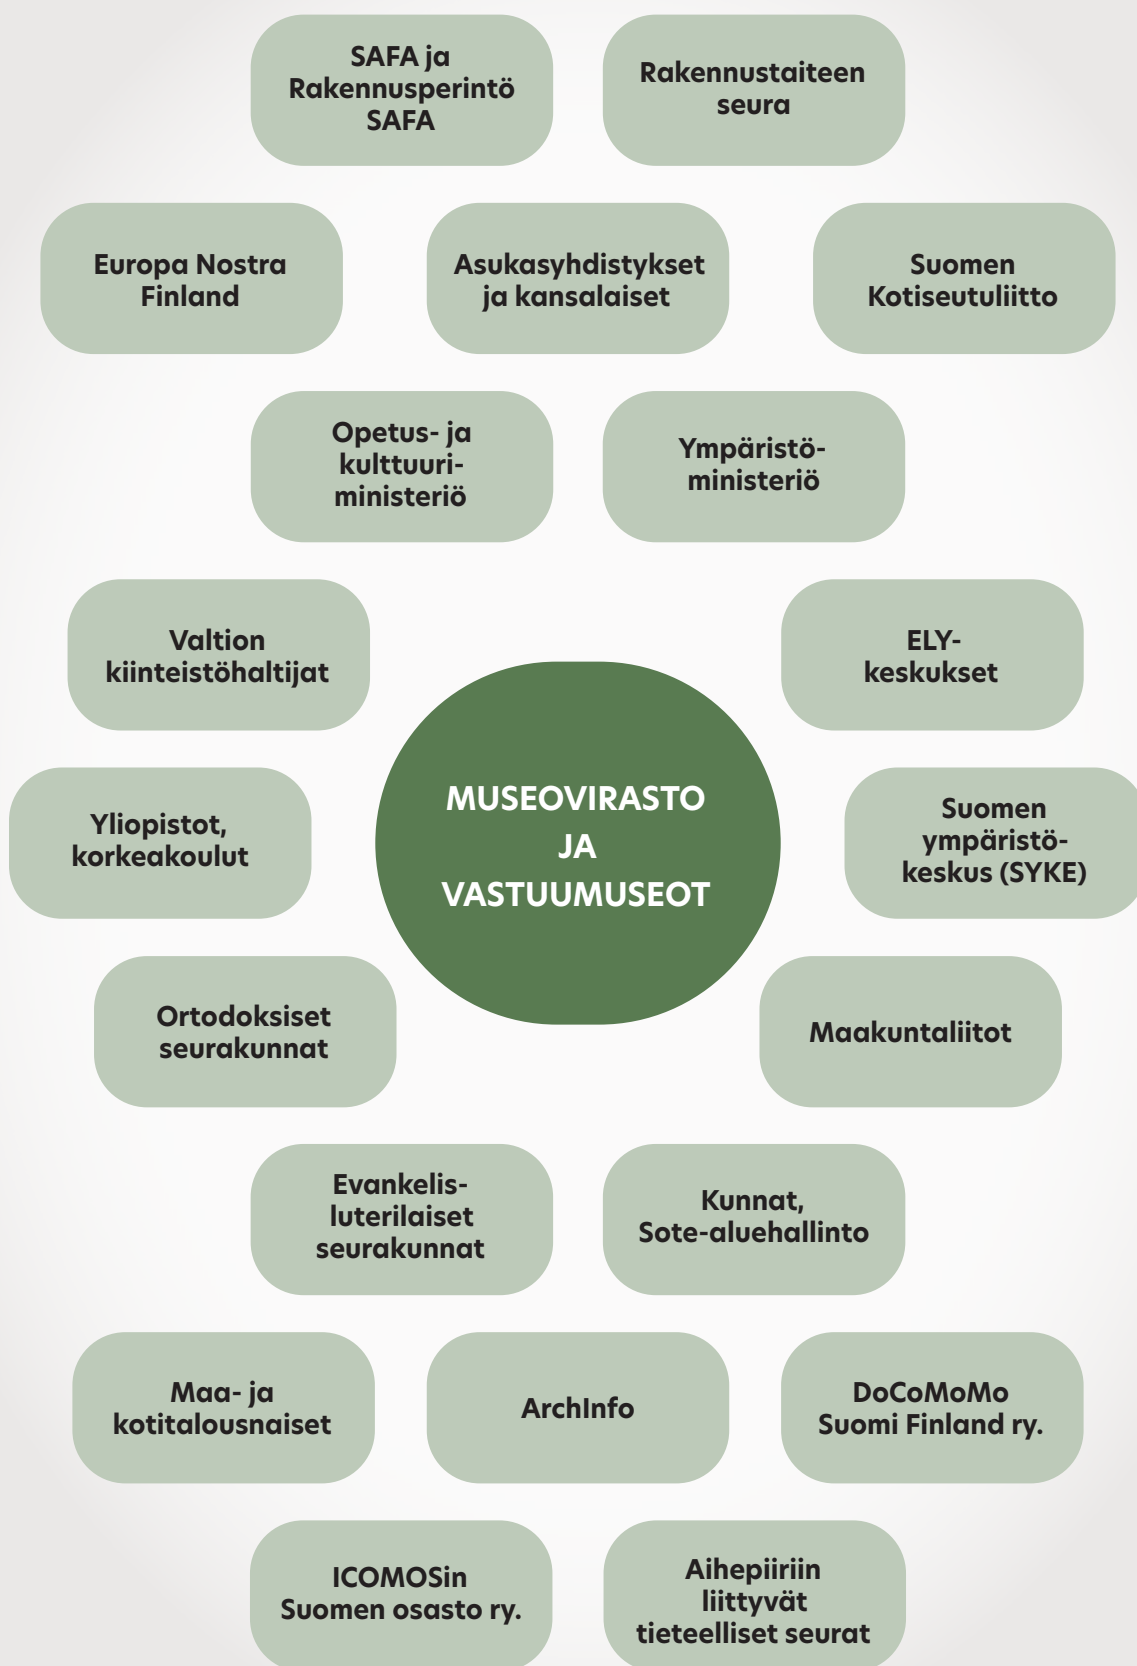 SAFA ja
Rakennusperintö
SAFA
Rakennustaiteen
seura
Europa Nostra
Finland
Asukasyhdistykset
ja kansalaiset
Suomen
Kotiseutuliitto
Opetus- ja
kulttuuri-
ministeriö
Ympäristö-
ministeriö
Valtion
kiinteistöhaltijat
ELY-
keskukset
MUSEOVIRASTO
JA
VASTUUMUSEOT
Yliopistot,
korkeakoulut
Suomen
ympäristö-
keskus (SYKE)
Ortodoksiset
seurakunnat
Maakuntaliitot
Evankelis-
luterilaiset
seurakunnat
Kunnat,
Sote-aluehallinto
Maa- ja
kotitalousnaiset
ArchInfo
DoCoMoMo
Suomi Finland ry.
ICOMOSin
Suomen osasto ry.
Aihepiiriin
liittyvät
tieteelliset seurat